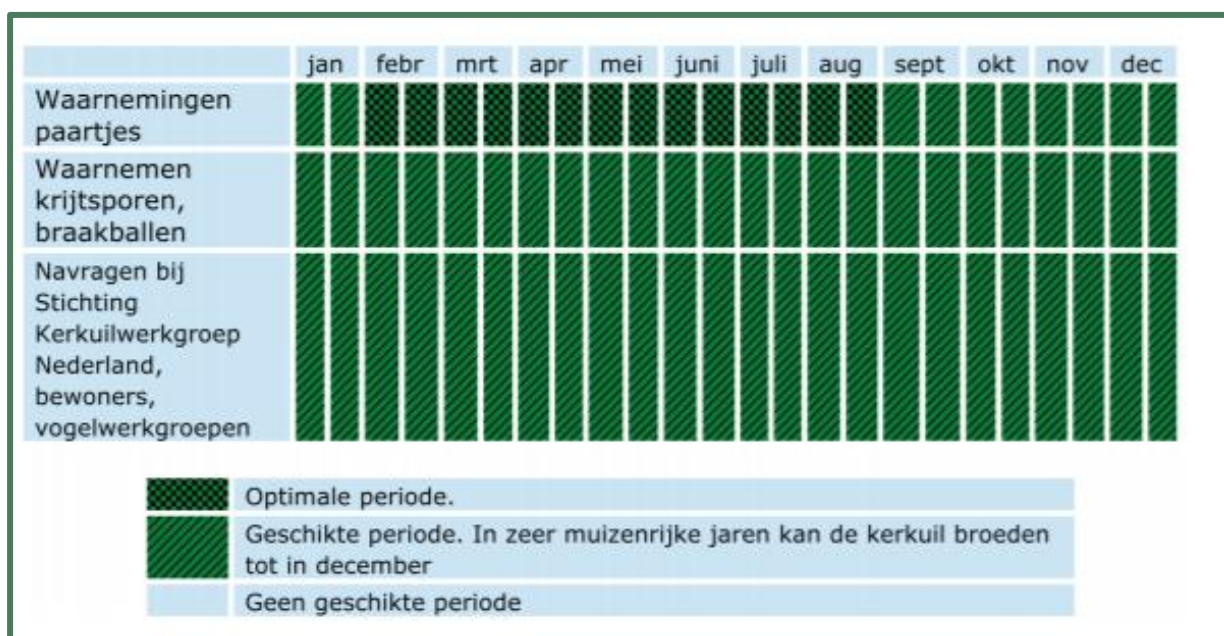 jan febr mrt apr mei juni juli aug sept okt nov dec
Waarnemingen
paartjes
Waarnemen
krijtsporen,
braakballen
Navragen bij
Stichting
Kerkuilwerkgroep
Nederland,
bewoners,
vogelwerkgroepen
Optimale periode.
Geschikte periode. In zeer muizenrijke jaren kan de kerkuil broeden
tot in december
Geen geschikte periode